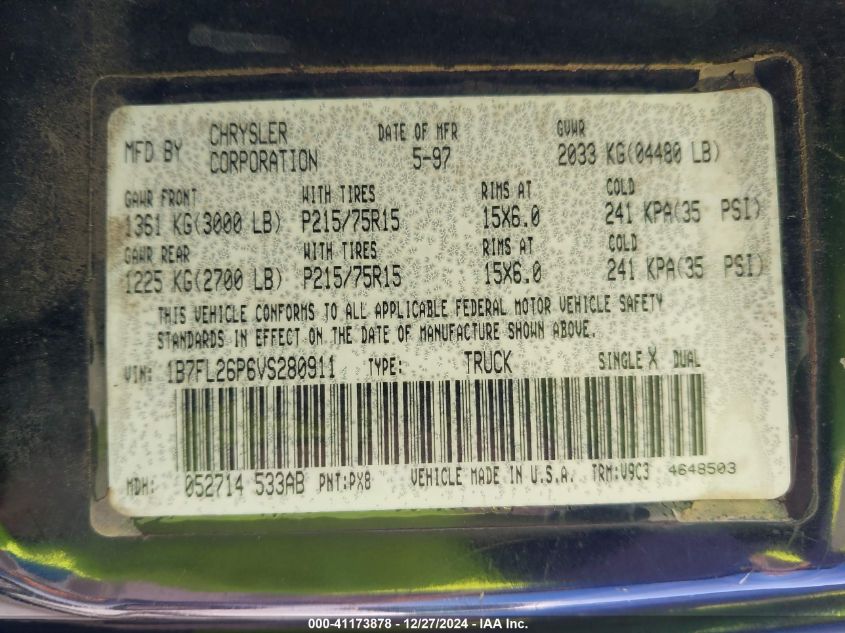 MFD BY CHRYSLER CORPORATION DATE OF MFR 5-97 GVWR 2033 KG(04480 LB)
GAWR FRONT WITH TIRES RIMS AT COLD
1361 KG(3000 LB) P215/75R15 15X6.0 241 KPA(35 PSI)
GAWR REAR WITH TIRES RIMS AT COLD
1225 KG(2700 LB) P215/75R15 15X6.0 241 KPA(35 PSI)
THIS VEHICLE CONFORMS TO ALL APPLICABLE FEDERAL MOTOR VEHICLE SAFETY
STANDARDS IN EFFECT ON THE DATE OF MANUFACTURE SHOWN ABOVE.
VIN: 1B7FL26P6VS280911 TYPE: TRUCK SINGLE X DUAL
MDH: 052714 533AB PNT:PX8 VEHICLE MADE IN U.S.A. TRM:V9C3 4648503
000-41173878 - 12/27/2024 - IAA Inc.